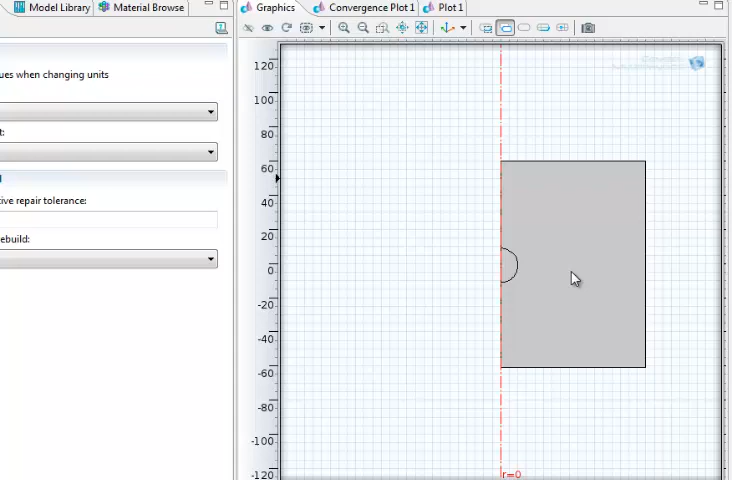 Model Library
Material Browse
Graphics
Convergence Plot 1
Plot 1
ues when changing units
t:
tive repair tolerance:
ebuild:
120
100
80
60
40
20
0
-20
-40
-60
-80
-100
-120
r=0